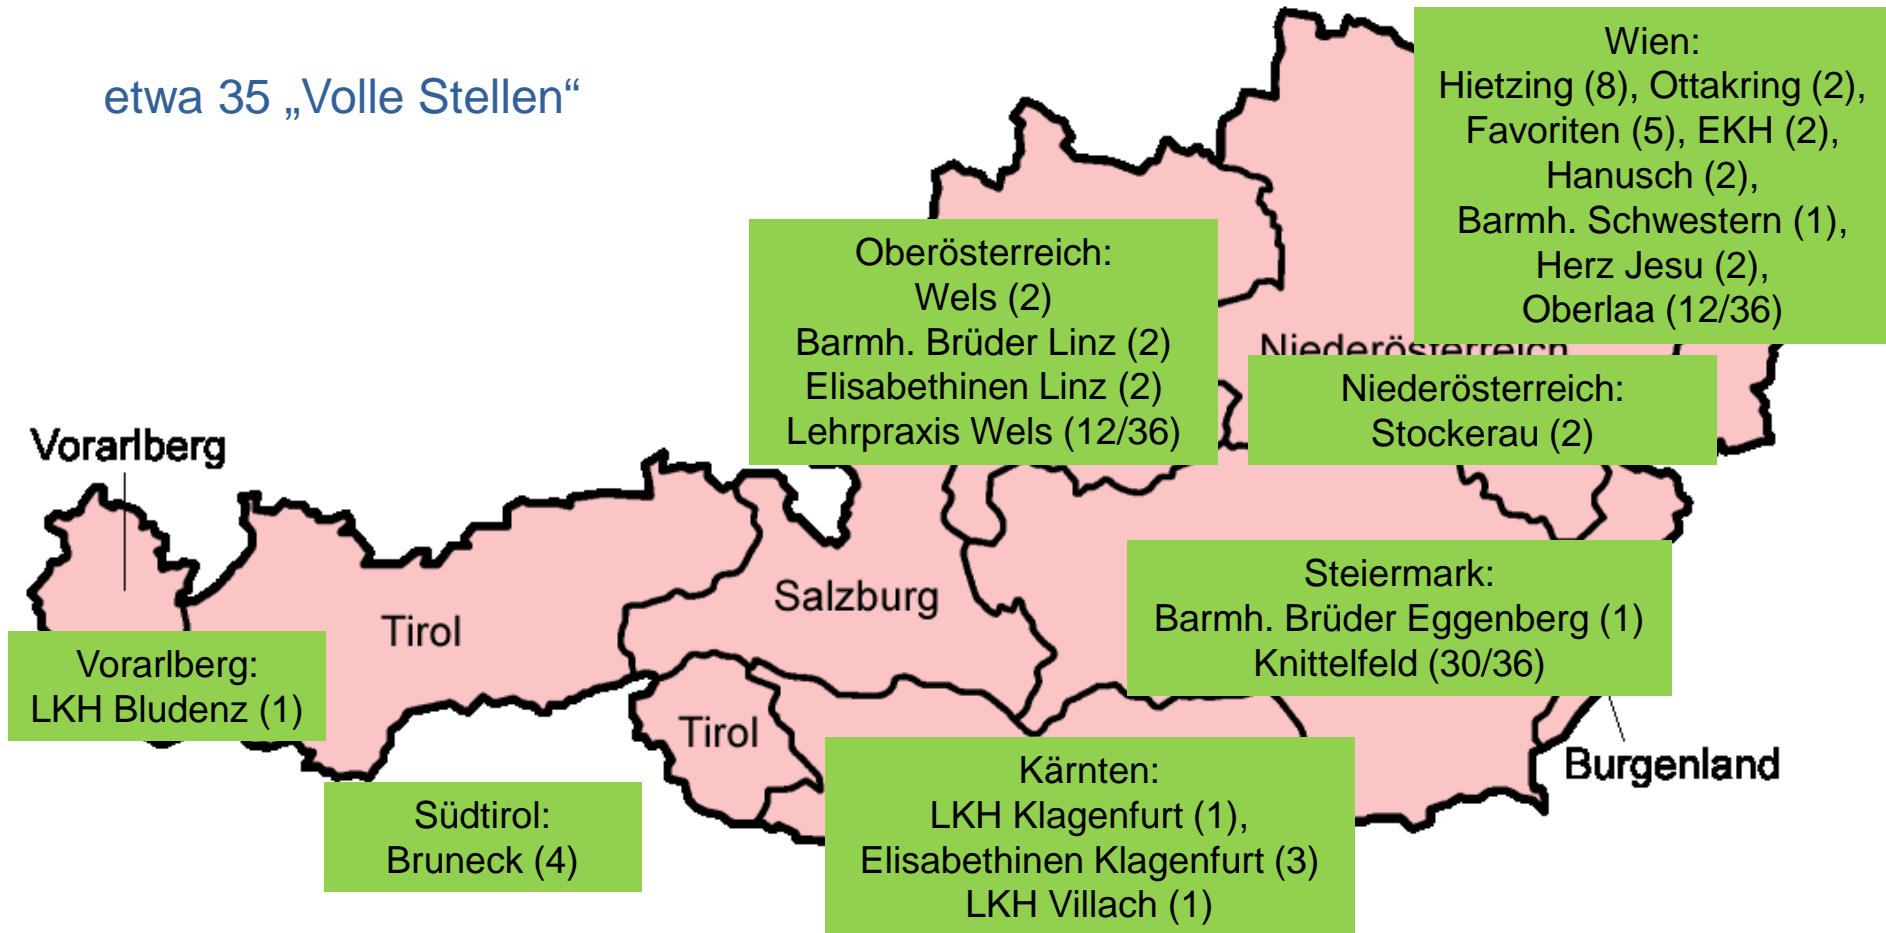 etwa 35 „Volle Stellen“
Wien:
Hietzing (8), Ottakring (2),
Favoriten (5), EKH (2),
Hanusch (2),
Barmh. Schwestern (1),
Herz Jesu (2),
Oberlaa (12/36)
Oberösterreich:
Wels (2)
Barmh. Brüder Linz (2)
Elisabethinen Linz (2)
Lehrpraxis Wels (12/36)
Niederösterreich
Niederösterreich:
Stockerau (2)
Vorarlberg
Tirol
Salzburg
Steiermark:
Barmh. Brüder Eggenberg (1)
Knittelfeld (30/36)
Vorarlberg:
LKH Bludenz (1)
Tirol
Burgenland
Südtirol:
Bruneck (4)
Kärnten:
LKH Klagenfurt (1),
Elisabethinen Klagenfurt (3)
LKH Villach (1)